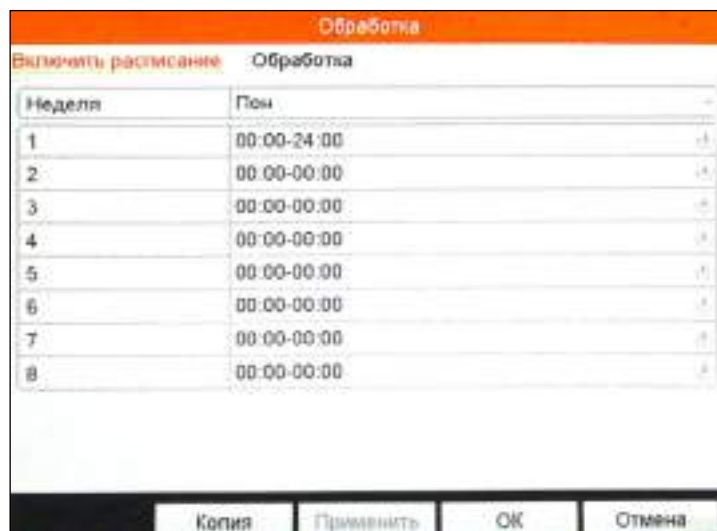 Обработка
Включить расписание Обработка
Неделя Пон
1 00:00-24:00
2 00:00-00:00
3 00:00-00:00
4 00:00-00:00
5 00:00-00:00
6 00:00-00:00
7 00:00-00:00
8 00:00-00:00
Копия Применить OK Отмена